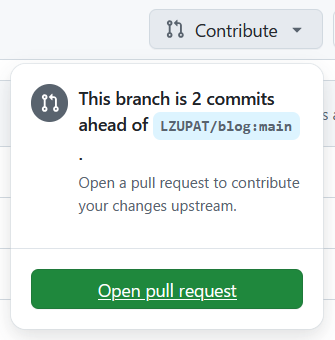 Contribute
This branch is 2 commits
ahead of LZUPAT/blog:main
.
Open a pull request to contribute
your changes upstream.
Open pull request